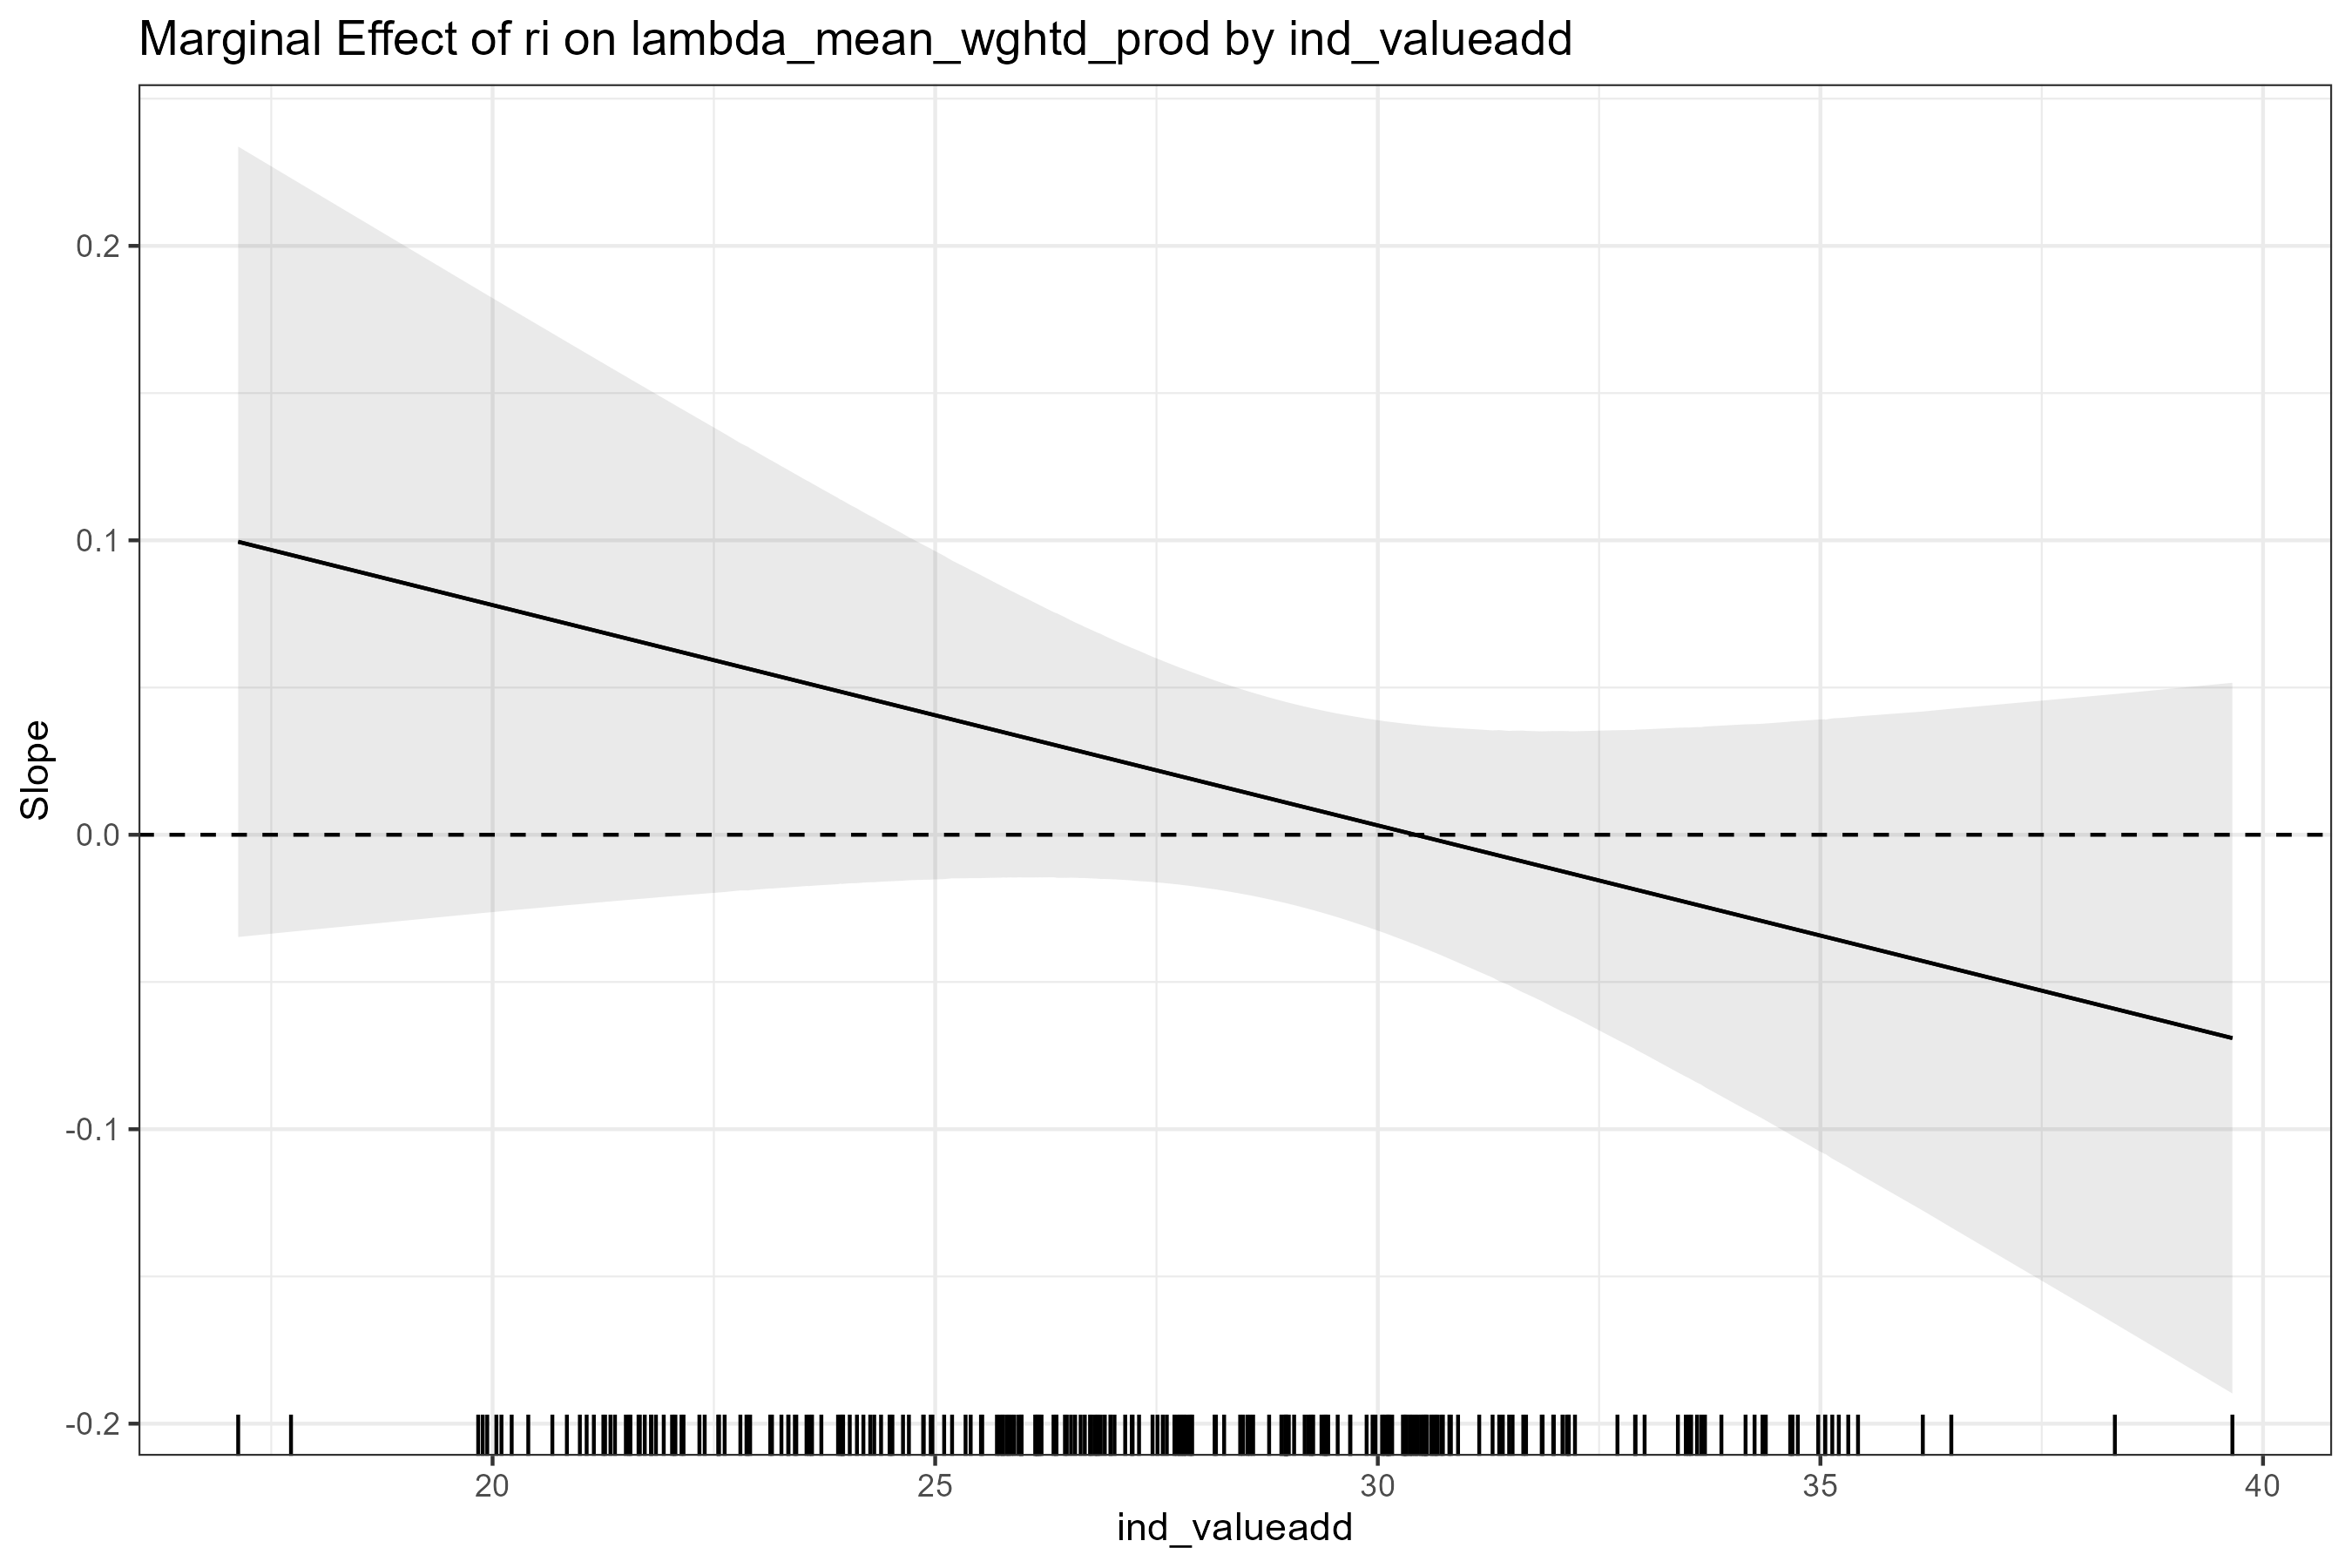 Marginal Effect of ri on lambda_mean_wghtd_prod by ind_valueadd
Slope
0.2
0.1
0.0
-0.1
-0.2
20 25 30 35 40
ind_valueadd